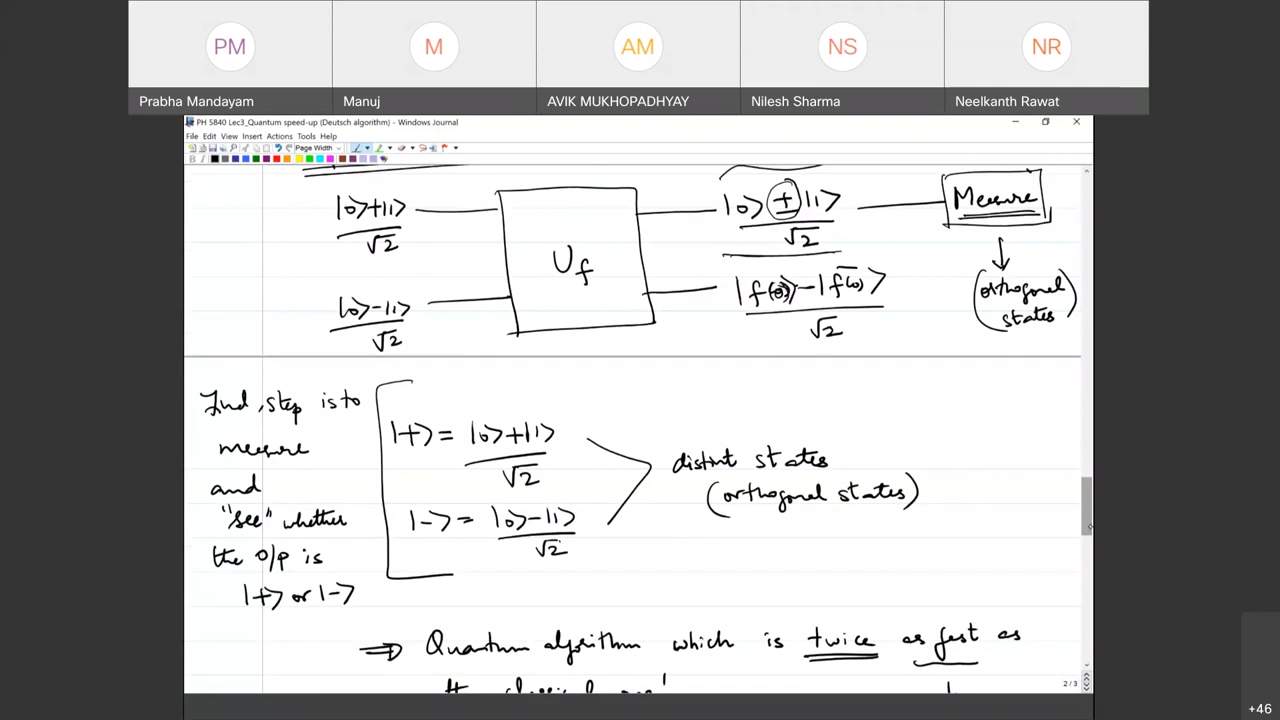 PM
M
AM
NS
NR
Prabha Mandayam
Manuj
AVIK MUKHOPADHYAY
Nilesh Sharma
Neelkanth Rawat
PH 5840 Lec3_Quantum speed-up (Deutsch algorithm) - Windows Journal
File Edit View Insert Actions Tools Help
Page Width
B I
|0>+|1>
√2
|0>-|1>
√2
U_f
|0> ± |1>
√2
|f(0)>-|f̅(0)>
√2
Measure
(orthogonal
states)
Final step is to
measure
and
"see" whether
the o/p is
|+> or |->
|+> = |0>+|1>
√2
|-> = |0>-|1>
√2
distinct states
(orthogonal states)
⇒ Quantum algorithm which is twice as fast as
the classical one!
2 / 3
+46